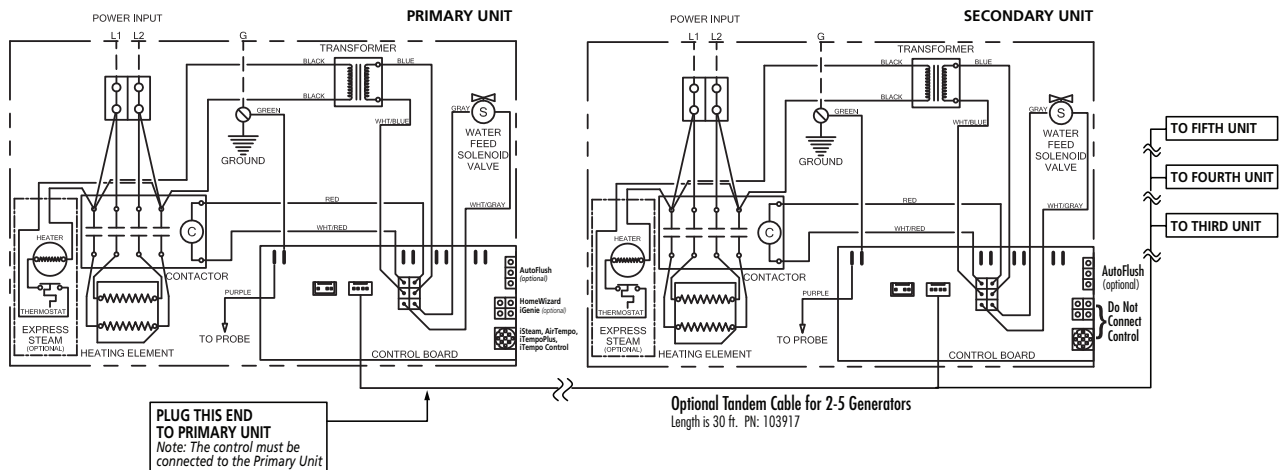 PRIMARY UNIT
POWER INPUT
L1 L2
G
TRANSFORMER
BLACK
BLUE
BLACK
GREEN
WHT/BLUE
GRAY
S
WATER
FEED
SOLENOID
VALVE
GROUND
RED
WHT/GRAY
WHT/RED
C
CONTACTOR
HEATER
THERMOSTAT
EXPRESS
STEAM
(OPTIONAL)
HEATING ELEMENT
PURPLE
TO PROBE
CONTROL BOARD
AutoFlush
(optional)
HomeWizard
iGenie (optional)
iSteam, AirTempo,
iTempoPlus,
iTempo Control
SECONDARY UNIT
POWER INPUT
L1 L2
G
TRANSFORMER
BLACK
BLUE
BLACK
GREEN
WHT/BLUE
GRAY
S
WATER
FEED
SOLENOID
VALVE
GROUND
RED
WHT/GRAY
WHT/RED
C
CONTACTOR
HEATER
THERMOSTAT
EXPRESS
STEAM
(OPTIONAL)
HEATING ELEMENT
PURPLE
TO PROBE
CONTROL BOARD
AutoFlush
(optional)
Do Not
Connect
Control
TO FIFTH UNIT
TO FOURTH UNIT
TO THIRD UNIT
PLUG THIS END
TO PRIMARY UNIT
Note: The control must be
connected to the Primary Unit
Optional Tandem Cable for 2-5 Generators
Length is 30 ft. PN: 103917